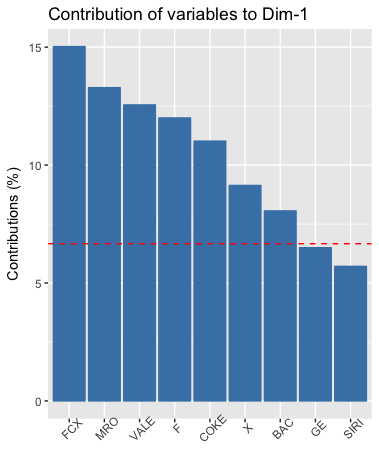 Contribution of variables to Dim-1
Contributions (%)
15
10
5
0
FCX MRO VALE F COKE X BAC GE SIRI